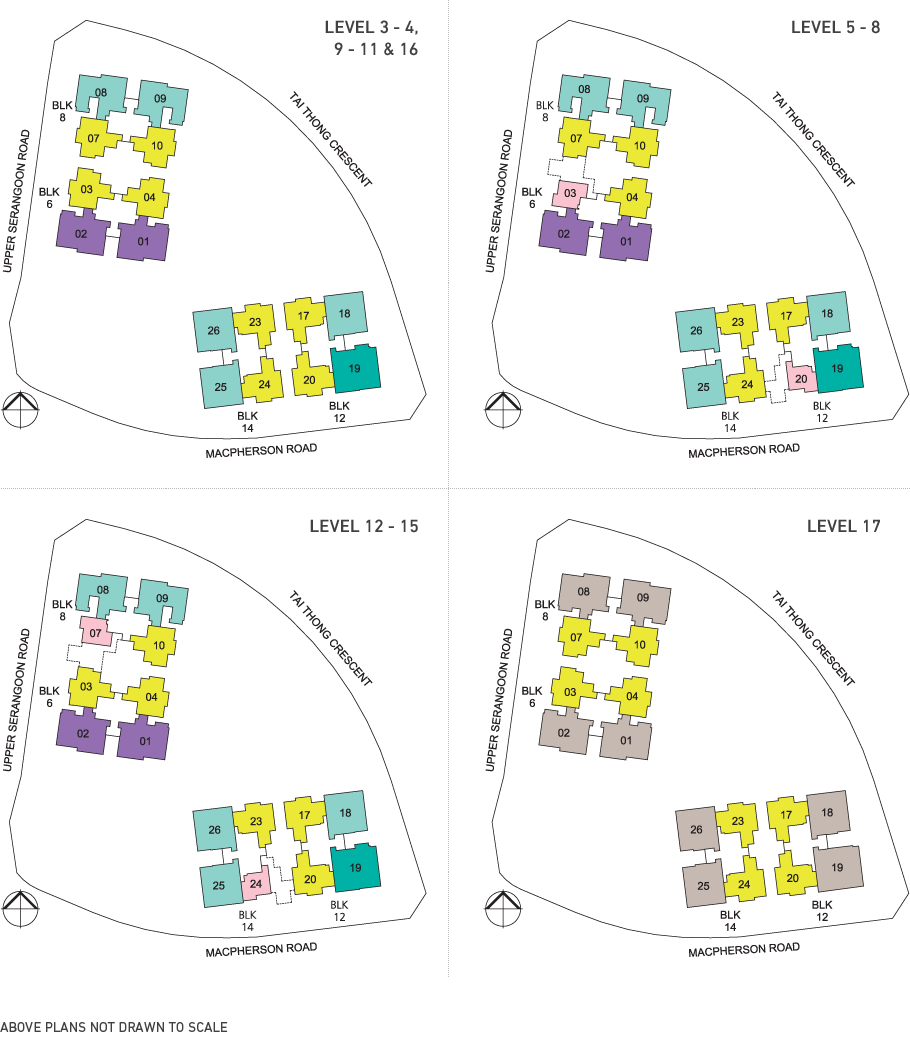 LEVEL 3 - 4,
9 - 11 & 16
08
09
BLK
8
07
10
TAI THONG CRESCENT
UPPER SERANGOON ROAD
BLK
6
03
04
02
01
26
23
17
18
25
24
20
19
BLK
14
BLK
12
MACPHERSON ROAD
LEVEL 5 - 8
08
09
BLK
8
07
10
TAI THONG CRESCENT
UPPER SERANGOON ROAD
BLK
6
03
04
02
01
26
23
17
18
25
24
20
19
BLK
14
BLK
12
MACPHERSON ROAD
LEVEL 12 - 15
08
09
BLK
8
07
10
TAI THONG CRESCENT
UPPER SERANGOON ROAD
BLK
6
03
04
02
01
26
23
17
18
25
24
20
19
BLK
14
BLK
12
MACPHERSON ROAD
LEVEL 17
08
09
BLK
8
07
10
TAI THONG CRESCENT
UPPER SERANGOON ROAD
BLK
6
03
04
02
01
26
23
17
18
25
24
20
19
BLK
14
BLK
12
MACPHERSON ROAD
ABOVE PLANS NOT DRAWN TO SCALE